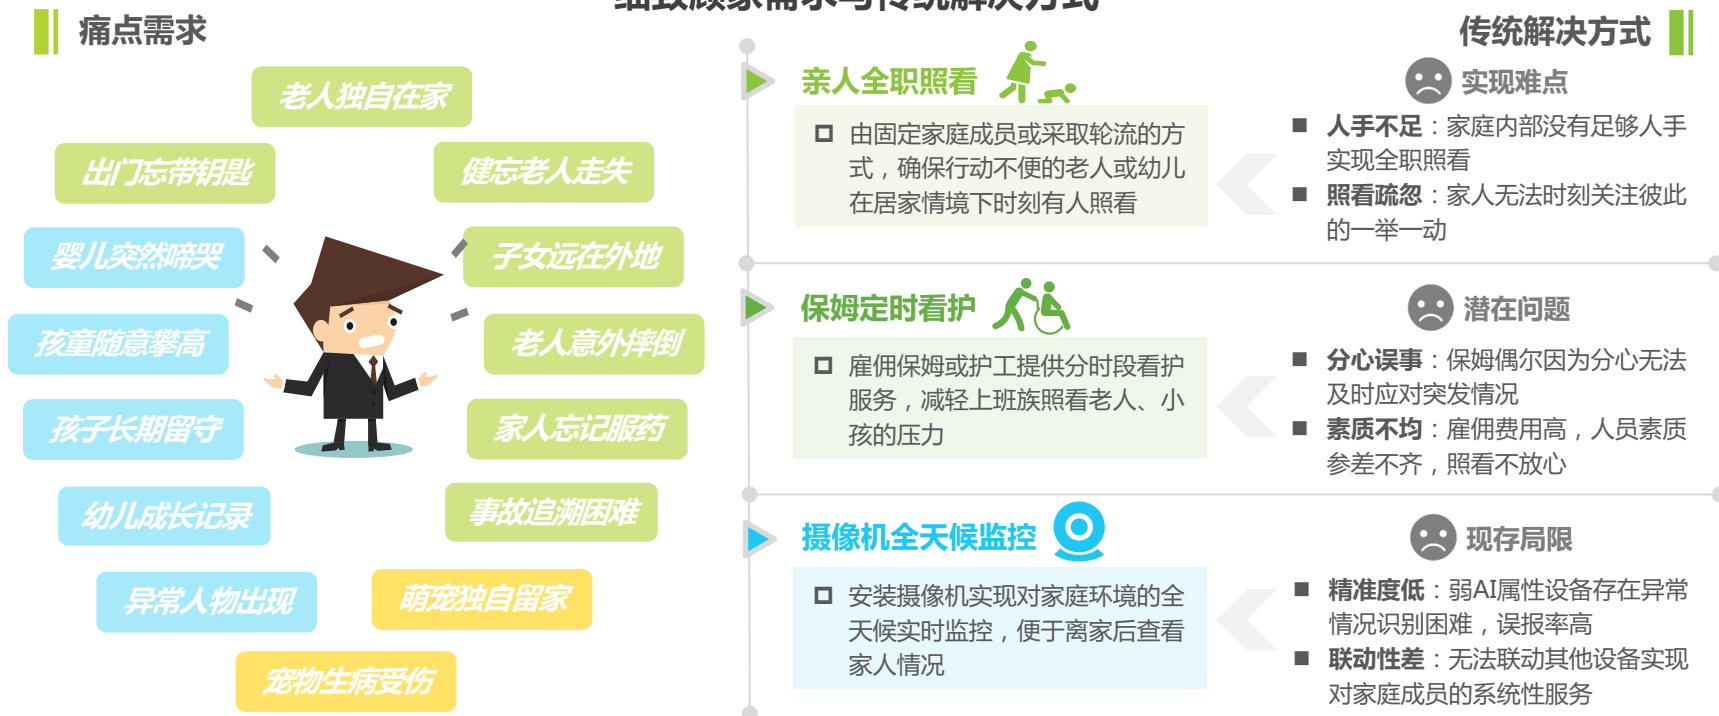 细致顾家需求与传统解决方式
痛点需求
老人独自在家
出门忘带钥匙
健忘老人走失
婴儿突然啼哭
子女远在外地
孩童随意攀高
老人意外摔倒
孩子长期留守
家人忘记服药
幼儿成长记录
事故追溯困难
异常人物出现
萌宠独自留家
宠物生病受伤
传统解决方式
亲人全职照看
由固定家庭成员或采取轮流的方
式，确保行动不便的老人或幼儿
在居家情境下时刻有人照看
实现难点
人手不足：家庭内部没有足够人手
实现全职照看
照看疏忽：家人无法时刻关注彼此
的一举一动
保姆定时看护
雇佣保姆或护工提供分时段看护
服务，减轻上班族照看老人、小
孩的压力
潜在问题
分心误事：保姆偶尔因为分心无法
及时应对突发情况
素质不均：雇佣费用高，人员素质
参差不齐，照看不放心
摄像机全天候监控
安装摄像机实现对家庭环境的全
天候实时监控，便于离家后查看
家人情况
现存局限
精准度低：弱AI属性设备存在异常
情况识别困难，误报率高
联动性差：无法联动其他设备实现
对家庭成员的系统性服务